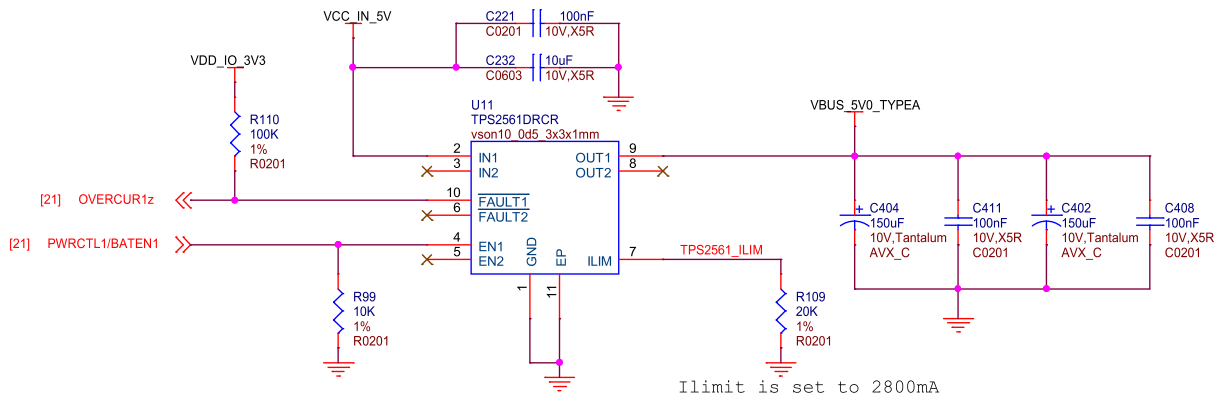 VCC_IN_5V
C221 100nF
C0201 10V,X5R
C232 10uF
C0603 10V,X5R
VDD_IO_3V3
R110
100K
1%
R0201
U11
TPS2561DRCR
vson10_0d5_3x3x1mm
VBUS_5V0_TYPEA
2 IN1 OUT1 9
3 IN2 OUT2 8
[21] OVERCUR1z
10 FAULT1
6 FAULT2
[21] PWRCTL1/BATEN1
4 EN1
5 EN2
GND
EP
ILIM 7
TPS2561_ILIM
1
11
C404
150uF
10V,Tantalum
AVX_C
C411
100nF
10V,X5R
C0201
C402
150uF
10V,Tantalum
AVX_C
C408
100nF
10V,X5R
C0201
R99
10K
1%
R0201
R109
20K
1%
R0201
Ilimit is set to 2800mA